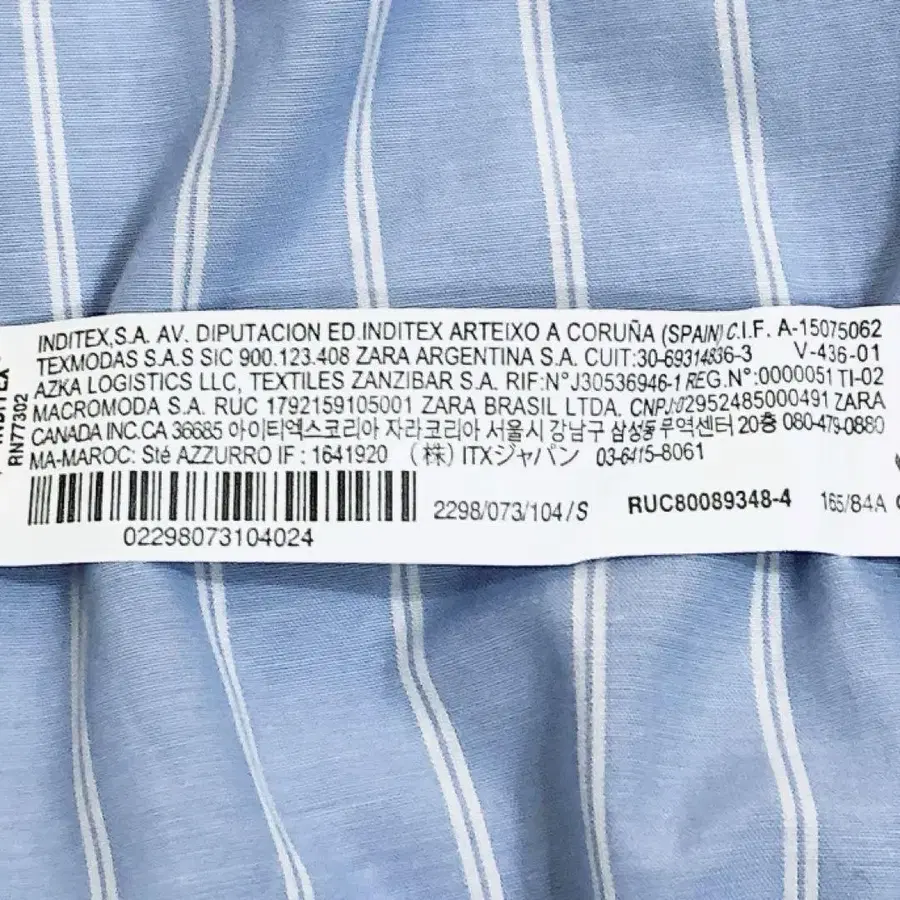 INDITEX,S.A. AV. DIPUTACION ED.INDITEX ARTEIXO A CORUÑA (SPAIN) C.I.F. A-15075062
TEXMODAS S.A.S SIC 900.123.408 ZARA ARGENTINA S.A. CUIT:30-69314836-3 V-436-01
AZKA LOGISTICS LLC, TEXTILES ZANZIBAR S.A. RIF:N°J30536946-1 REG.N°:0000051 TI-02
MACROMODA S.A. RUC 1792159105001 ZARA BRASIL LTDA. CNPJ:02952485000491 ZARA
CANADA INC.CA 36685 아이티엑스코리아 자라코리아 서울시 강남구 삼성동 무역센터 20층 080-479-0880
MA-MAROC: Sté AZZURRO IF : 1641920 (株) ITXジャパン 03-6415-8061
RN77302
2298/073/104/S RUC80089348-4 165/84A
02298073104024